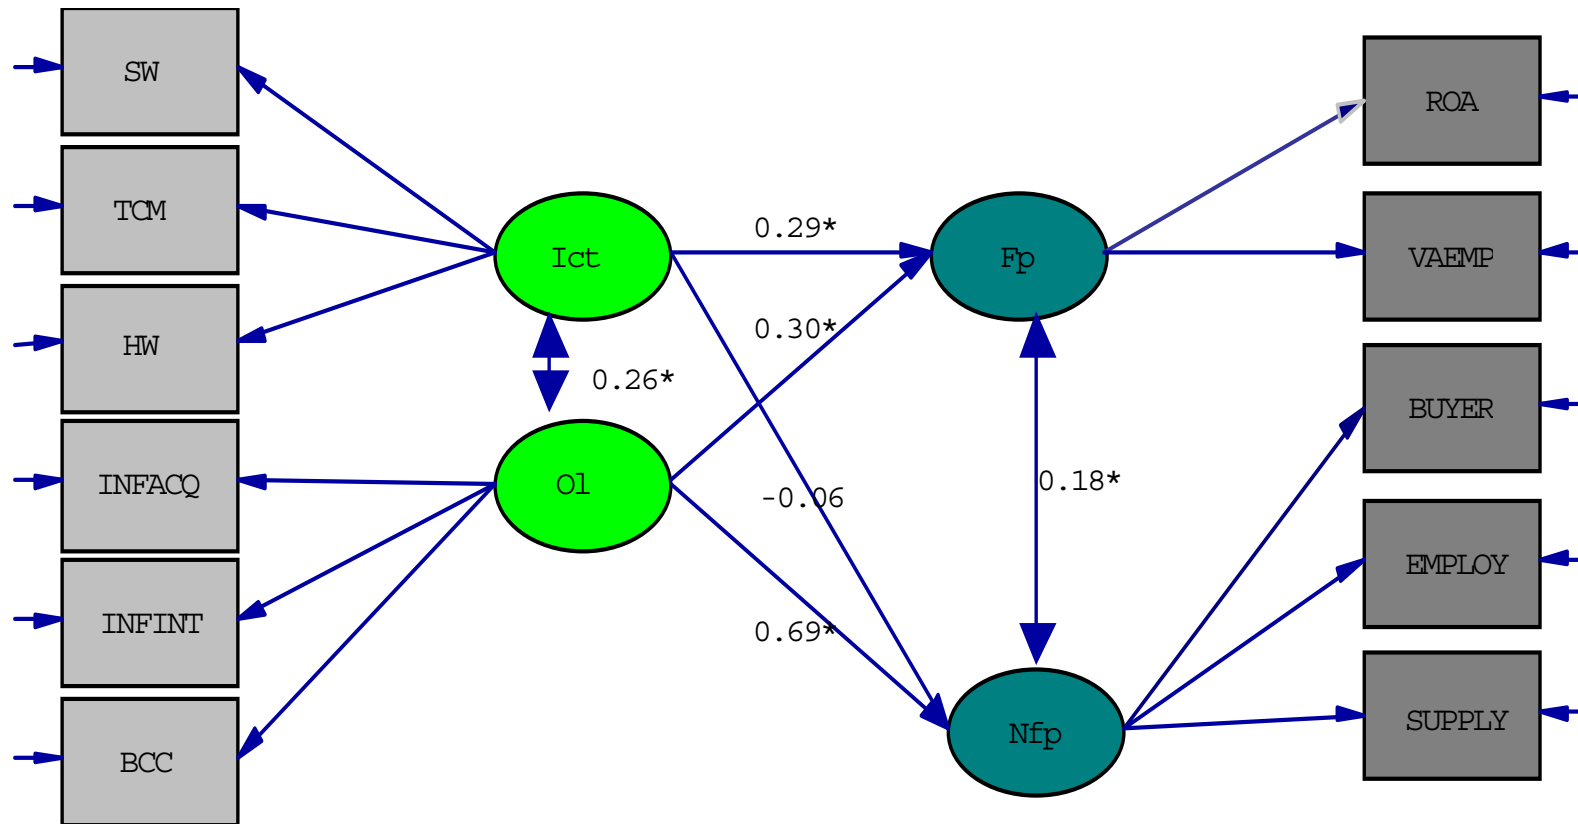 SW
TCM
HW
INFACQ
INFINT
BCC
Ict
Ol
0.26*
0.29*
0.30*
-0.06
0.69*
Fp
0.18*
Nfp
ROA
VAEMP
BUYER
EMPLOY
SUPPLY